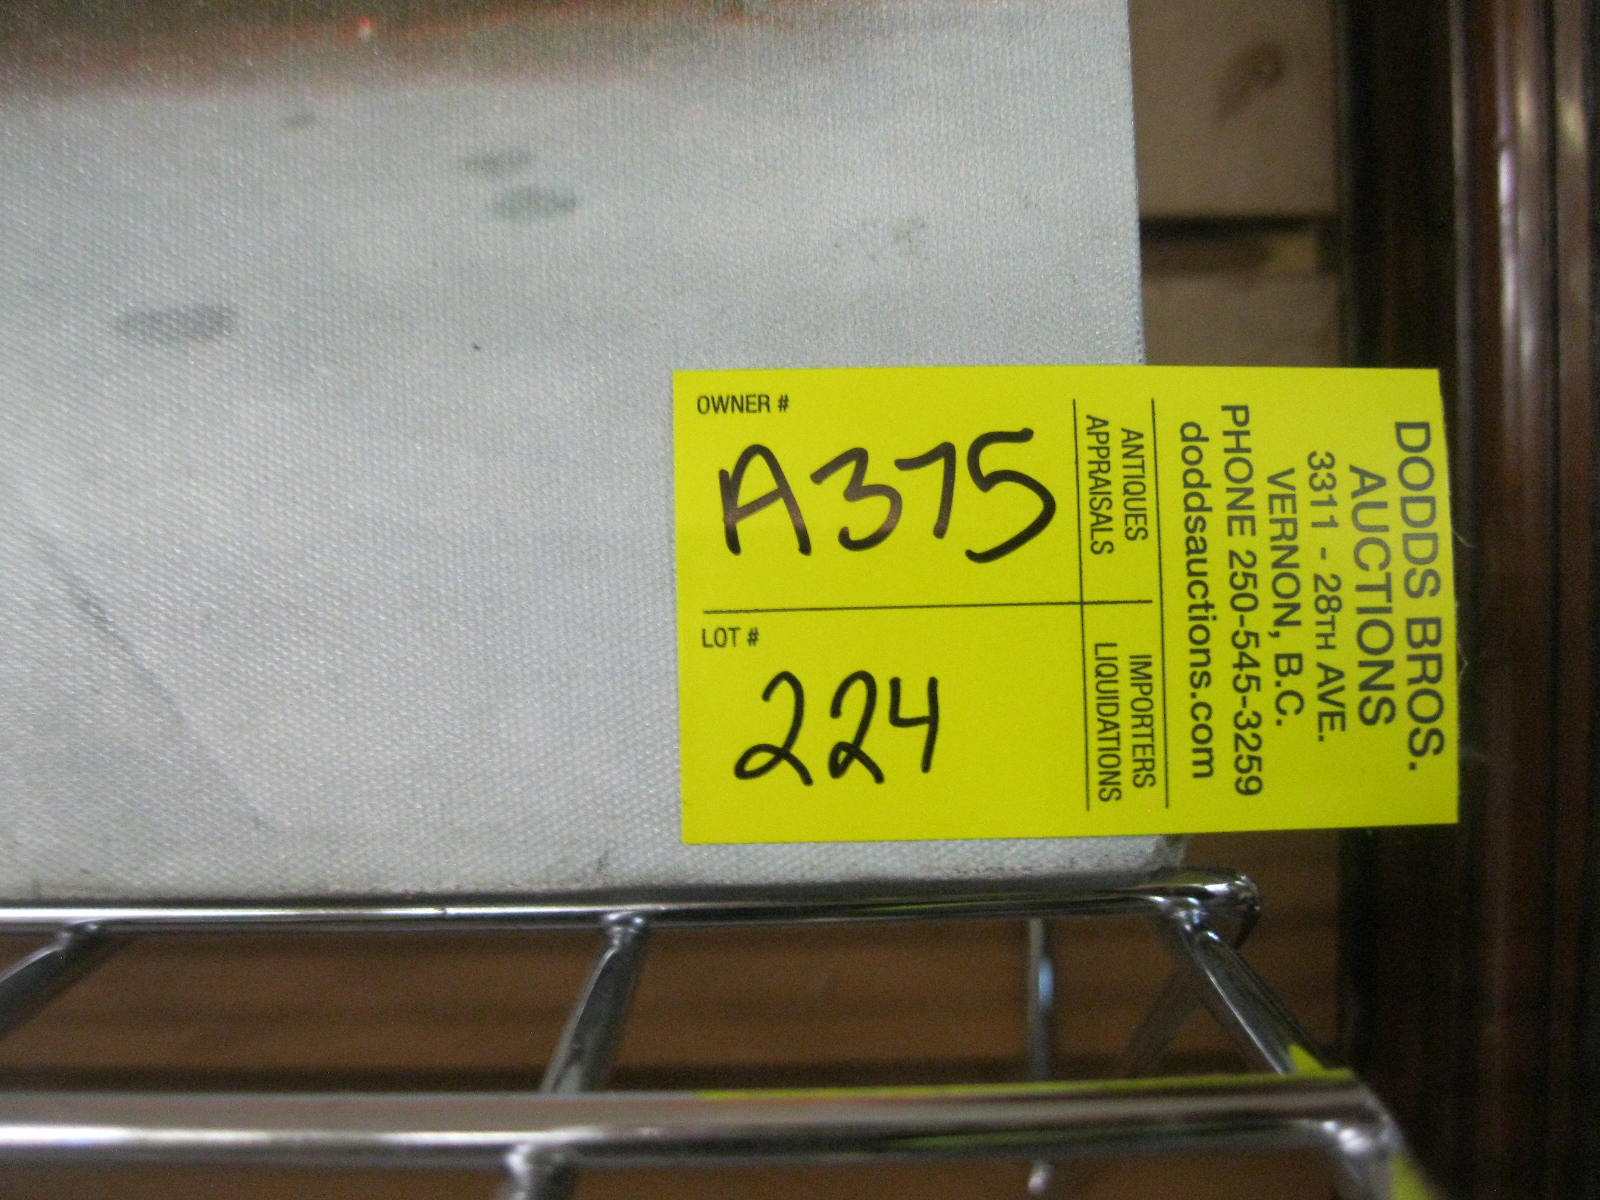 OWNER #
A375
LOT #
224
ANTIQUES
APPRAISALS
IMPORTERS
LIQUIDATIONS
DODDS BROS.
AUCTIONS
3311 - 28TH AVE.
VERNON, B.C.
PHONE 250-545-3259
doddsauctions.com